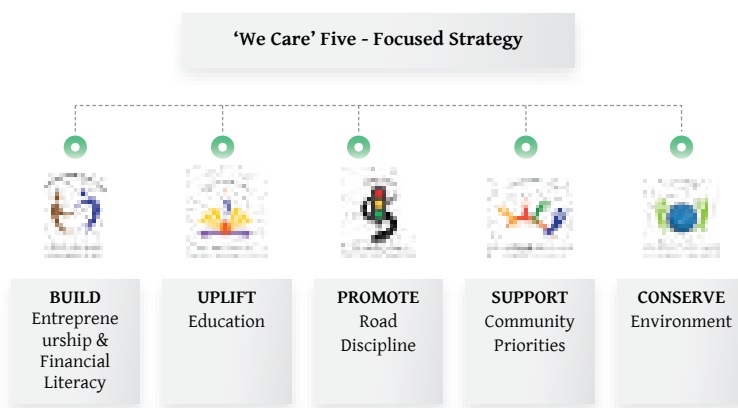 ‘We Care’ Five - Focused Strategy
BUILD
Entreprene
urship &
Financial
Literacy
UPLIFT
Education
PROMOTE
Road
Discipline
SUPPORT
Community
Priorities
CONSERVE
Environment